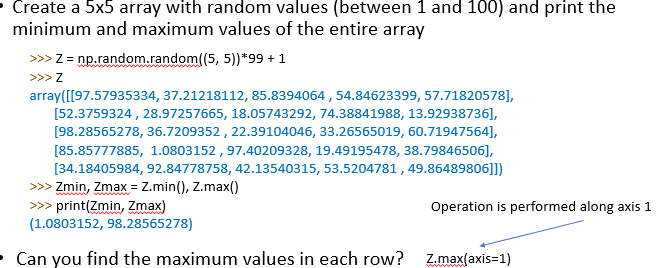 • Create a 5x5 array with random values (between 1 and 100) and print the
minimum and maximum values of the entire array
>>> Z = np.random.random((5, 5))*99 + 1
>>> Z
array([[97.57935334, 37.21218112, 85.8394064 , 54.84623399, 57.71820578],
[52.3759324 , 28.97257665, 18.05743292, 74.38841988, 13.92938736],
[98.28565278, 36.7209352 , 22.39104046, 33.26565019, 60.71947564],
[85.85777885, 1.0803152 , 97.40209328, 19.49195478, 38.79846506],
[34.18405984, 92.84778758, 42.13540315, 53.5204781 , 49.86489806]])
>>> Zmin, Zmax = Z.min(), Z.max()
>>> print(Zmin, Zmax)
Operation is performed along axis 1
(1.0803152, 98.28565278)
• Can you find the maximum values in each row? Z.max(axis=1)